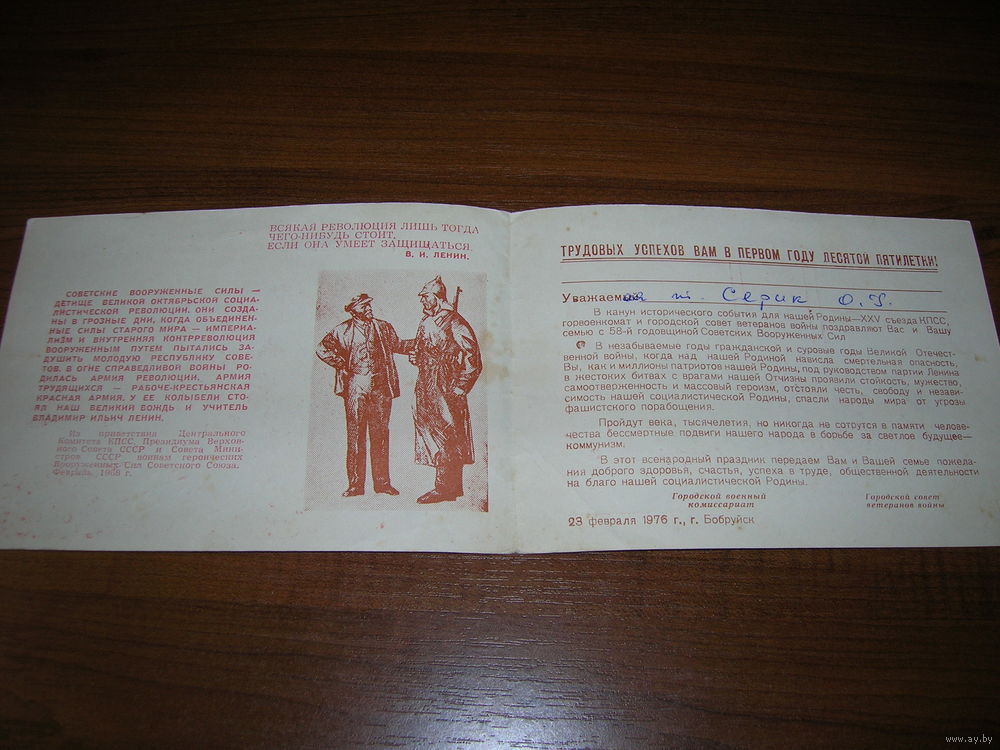 ВСЯКАЯ РЕВОЛЮЦИЯ ЛИШЬ ТОГДА
ЧЕГО-НИБУДЬ СТОИТ,
ЕСЛИ ОНА УМЕЕТ ЗАЩИЩАТЬСЯ.
В. И. ЛЕНИН.
СОВЕТСКИЕ ВООРУЖЕННЫЕ СИЛЫ —
ДЕТИЩЕ ВЕЛИКОЙ ОКТЯБРЬСКОЙ СОЦИА-
ЛИСТИЧЕСКОЙ РЕВОЛЮЦИИ. ОНИ СОЗДА-
НЫ В ГРОЗНЫЕ ДНИ, КОГДА ОБЪЕДИНЕН-
НЫЕ СИЛЫ СТАРОГО МИРА — ИМПЕРИА-
ЛИЗМ И ВНУТРЕННЯЯ КОНТРРЕВОЛЮЦИЯ
ВООРУЖЕННЫМ ПУТЕМ ПЫТАЛИСЬ ЗА-
ДУШИТЬ МОЛОДУЮ РЕСПУБЛИКУ СОВЕ-
ТОВ. В ОГНЕ СПРАВЕДЛИВОЙ ВОЙНЫ РО-
ДИЛАСЬ АРМИЯ РЕВОЛЮЦИИ, АРМИЯ
ТРУДЯЩИХСЯ — РАБОЧЕ-КРЕСТЬЯНСКАЯ
КРАСНАЯ АРМИЯ. У ЕЕ КОЛЫБЕЛИ СТО-
ЯЛ НАШ ВЕЛИКИЙ ВОЖДЬ И УЧИТЕЛЬ
ВЛАДИМИР ИЛЬИЧ ЛЕНИН.
Из приветствия Центрального
Комитета КПСС, Президиума Верхов-
ного Совета СССР и Совета Мини-
стров СССР воинам героических
Вооруженных Сил Советского Союза.
Февраль, 1968 г.
ТРУДОВЫХ УСПЕХОВ ВАМ В ПЕРВОМ ГОДУ ДЕСЯТОЙ ПЯТИЛЕТКИ!
Уважаемая т. Серик О. Г.
В канун исторического события для нашей Родины—XXV съезда КПСС,
горвоенкомат и городской совет ветеранов войны поздравляют Вас и Вашу
семью с 58-й годовщиной Советских Вооруженных Сил
В незабываемые годы гражданской и суровые годы Великой Отечест-
венной войны, когда над нашей Родиной нависла смертельная опасность,
Вы, как и миллионы патриотов нашей Родины, под руководством партии Ленина
в жестоких битвах с врагами нашей Отчизны проявили стойкость, мужество,
самоотверженность и массовый героизм, отстояли честь, свободу и незави-
симость нашей социалистической Родины, спасли народы мира от угрозы
фашистского порабощения.
Пройдут века, тысячелетия, но никогда не сотрутся в памяти челове-
чества бессмертные подвиги нашего народа в борьбе за светлое будущее—
коммунизм.
В этот всенародный праздник передаем Вам и Вашей семье пожела-
ния доброго здоровья, счастья, успеха в труде, общественной деятельности
на благо нашей социалистической Родины.
Городской военный
комиссариат
Городской совет
ветеранов войны
23 февраля 1976 г., г. Бобруйск
www.ay.by